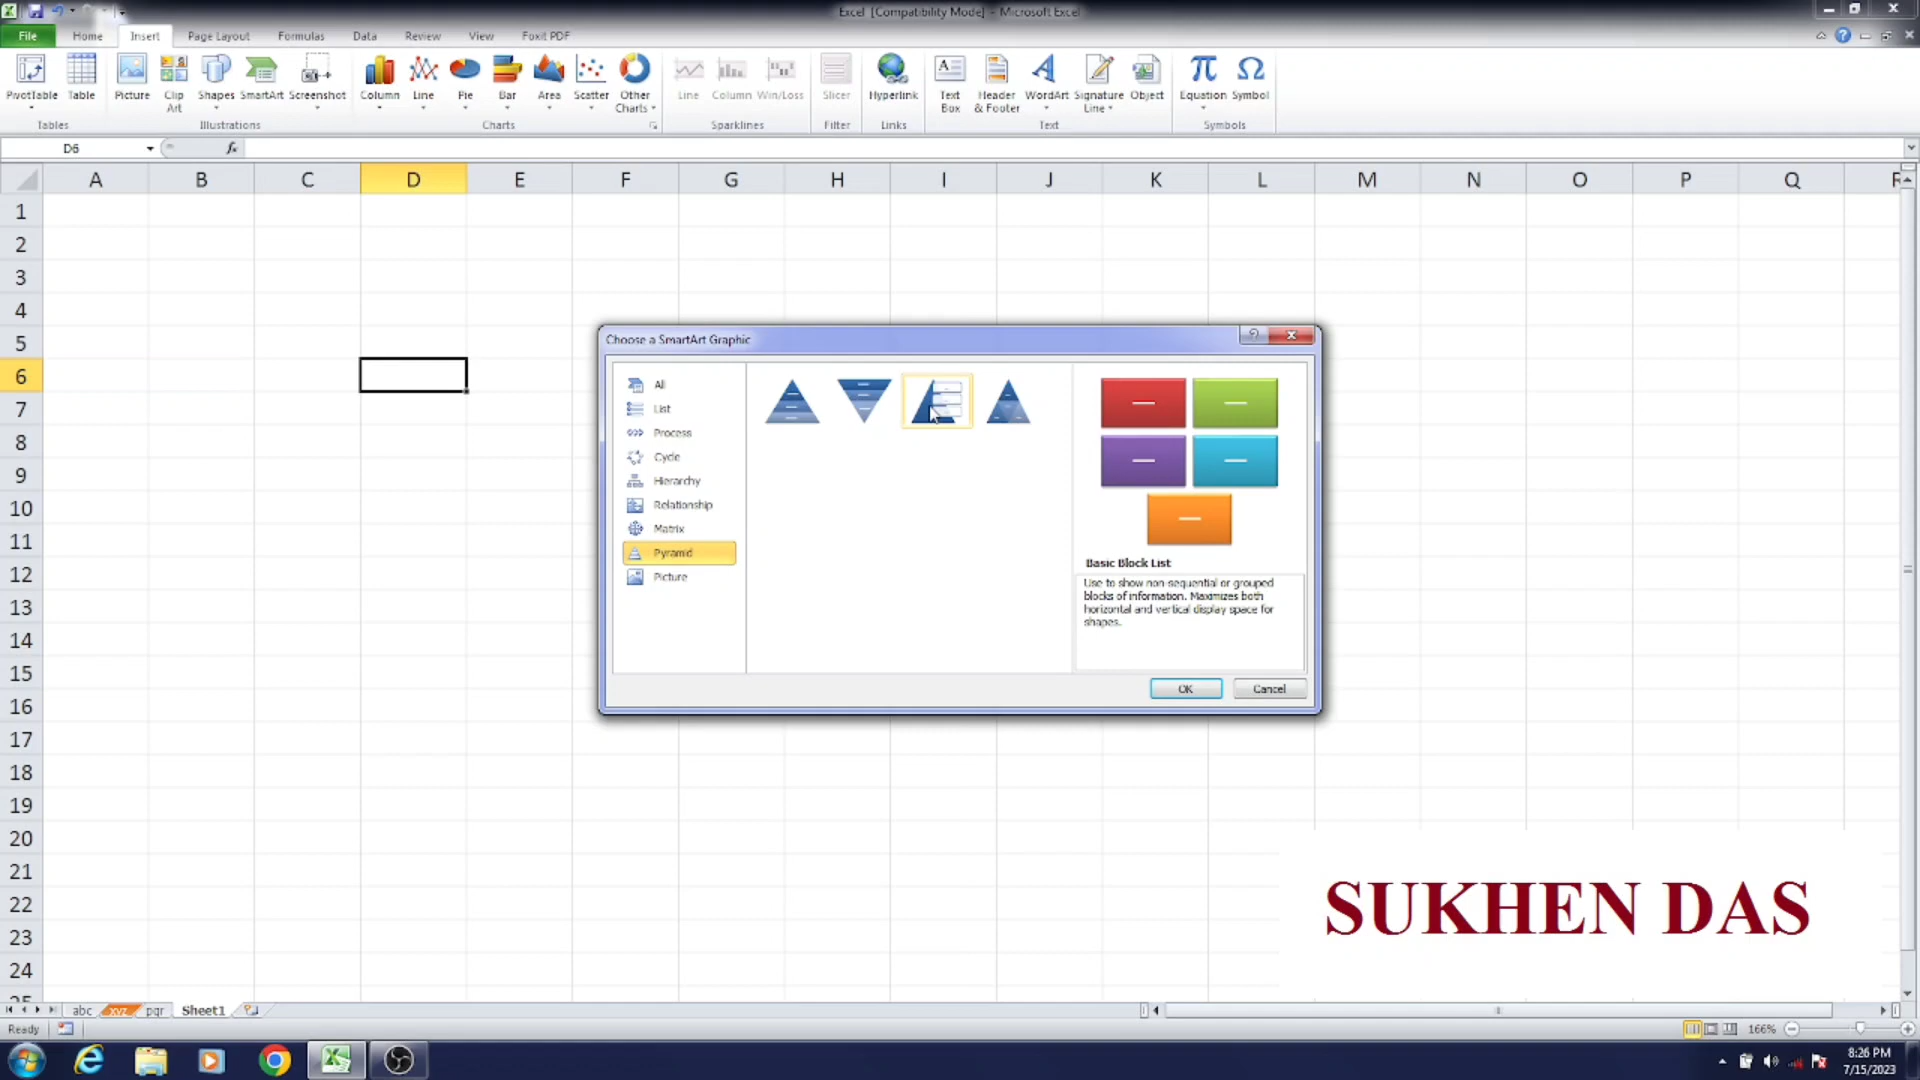 Excel [Compatibility Mode] - Microsoft Excel
File Home Insert Page Layout Formulas Data Review View Foxit PDF
PivotTable Table Picture Clip Art Shapes SmartArt Screenshot Column Line Pie Bar Area Scatter Other Charts Line Column Win/Loss Slicer Hyperlink Text Box Header & Footer WordArt Signature Line Object Equation Symbol
Tables Illustrations Charts Sparklines Filter Links Text Symbols
D6 fx
A B C D E F G H I J K L M N O P Q R
1
2
3
4
5
6
7
8
9
10
11
12
13
14
15
16
17
18
19
20
21
22
23
24
25
Choose a SmartArt Graphic
All
List
Process
Cycle
Hierarchy
Relationship
Matrix
Pyramid
Picture
Basic Block List
Use to show non-sequential or grouped
blocks of information. Maximizes both
horizontal and vertical display space for
shapes.
OK Cancel
SUKHEN DAS
abc xyz pqr Sheet1
Ready 166%
8:26 PM
7/15/2023